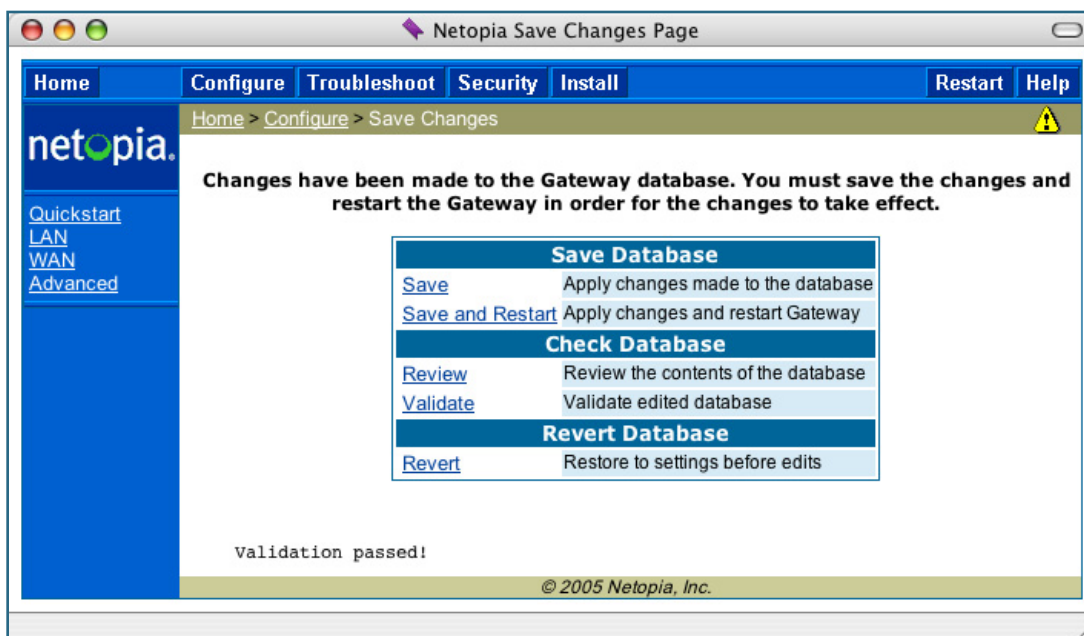 Netopia Save Changes Page
Home Configure Troubleshoot Security Install Restart Help
netopia.
Home > Configure > Save Changes
Quickstart
LAN
WAN
Advanced
Changes have been made to the Gateway database. You must save the changes and
restart the Gateway in order for the changes to take effect.
Save Database
Save Apply changes made to the database
Save and Restart Apply changes and restart Gateway
Check Database
Review Review the contents of the database
Validate Validate edited database
Revert Database
Revert Restore to settings before edits
Validation passed!
© 2005 Netopia, Inc.